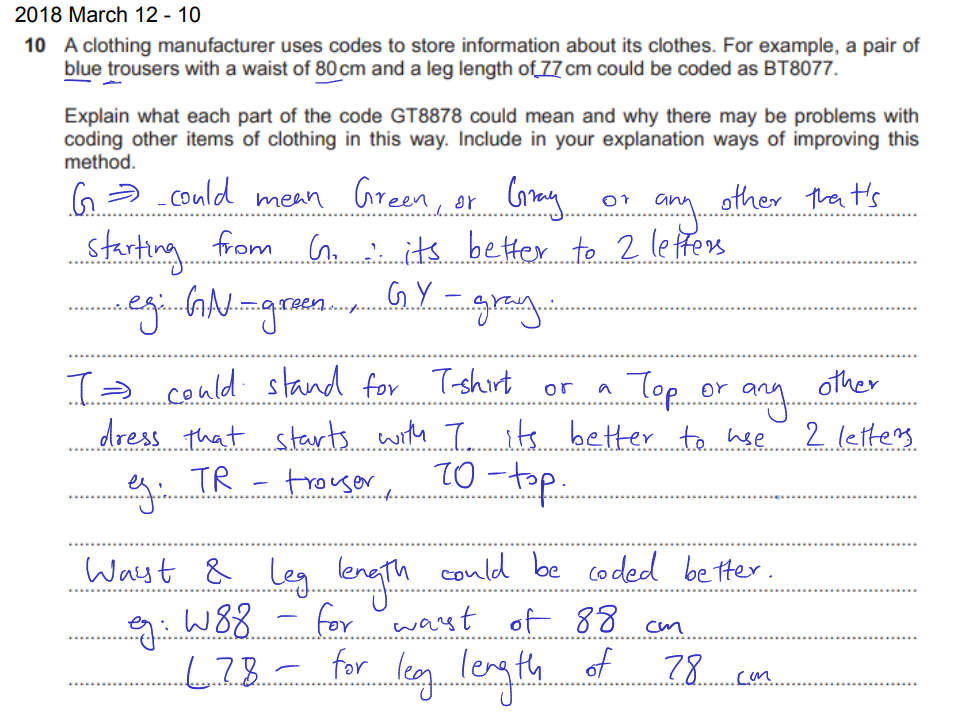 2018 March 12 - 10
10 A clothing manufacturer uses codes to store information about its clothes. For example, a pair of
blue trousers with a waist of 80 cm and a leg length of 77 cm could be coded as BT8077.
Explain what each part of the code GT8878 could mean and why there may be problems with
coding other items of clothing in this way. Include in your explanation ways of improving this
method.
G ⇒ could mean Green, or Gray or any other that's
starting from G. ∴ its better to 2 letters
eg: GN - green, GY - gray.
T ⇒ could stand for T-shirt or a Top or any other
dress that starts with T. its better to use 2 letters
eg: TR - trouser, TO - top.
Waist & Leg length could be coded better.
eg: W88 - for waist of 88 cm
L78 - for leg length of 78 cm